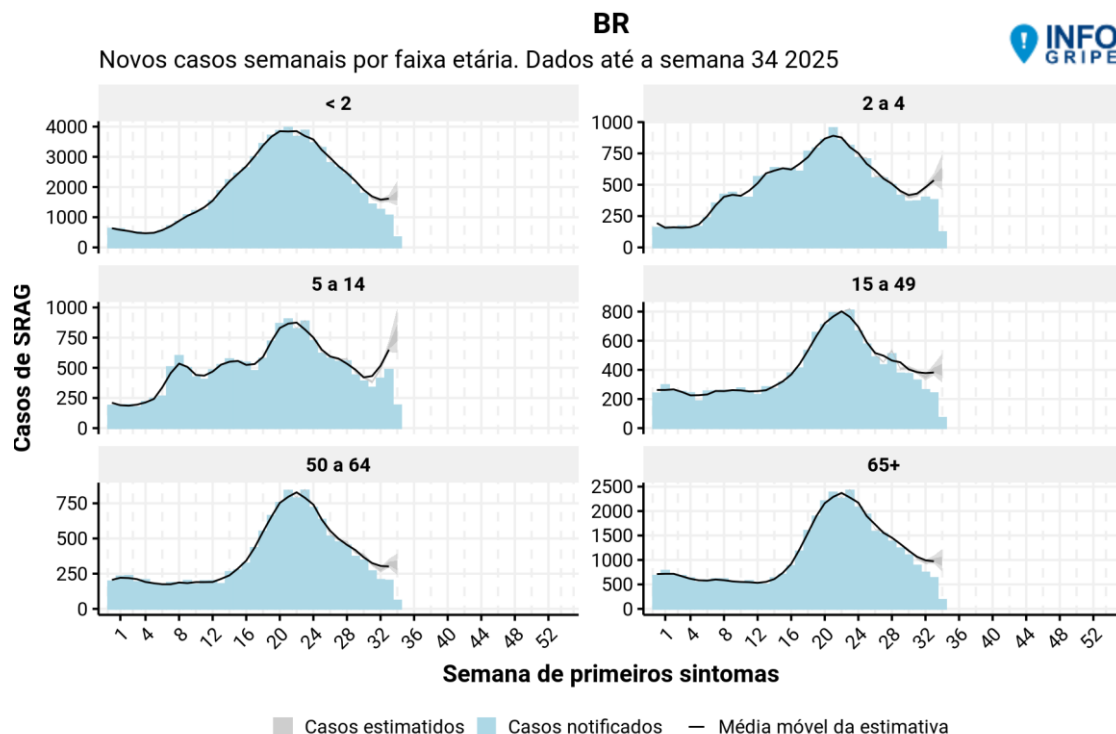 BR
INFO
GRIPE
Novos casos semanais por faixa etária. Dados até a semana 34 2025
< 2
2 a 4
4000
3000
2000
1000
0
1000
750
500
250
0
5 a 14
15 a 49
1000
750
500
250
0
800
600
400
200
0
50 a 64
65+
750
500
250
0
2500
2000
1500
1000
500
0
Casos de SRAG
1 4 8 12 16 20 24 28 32 36 40 44 48 52
1 4 8 12 16 20 24 28 32 36 40 44 48 52
Semana de primeiros sintomas
Casos estimatidos Casos notificados Média móvel da estimativa